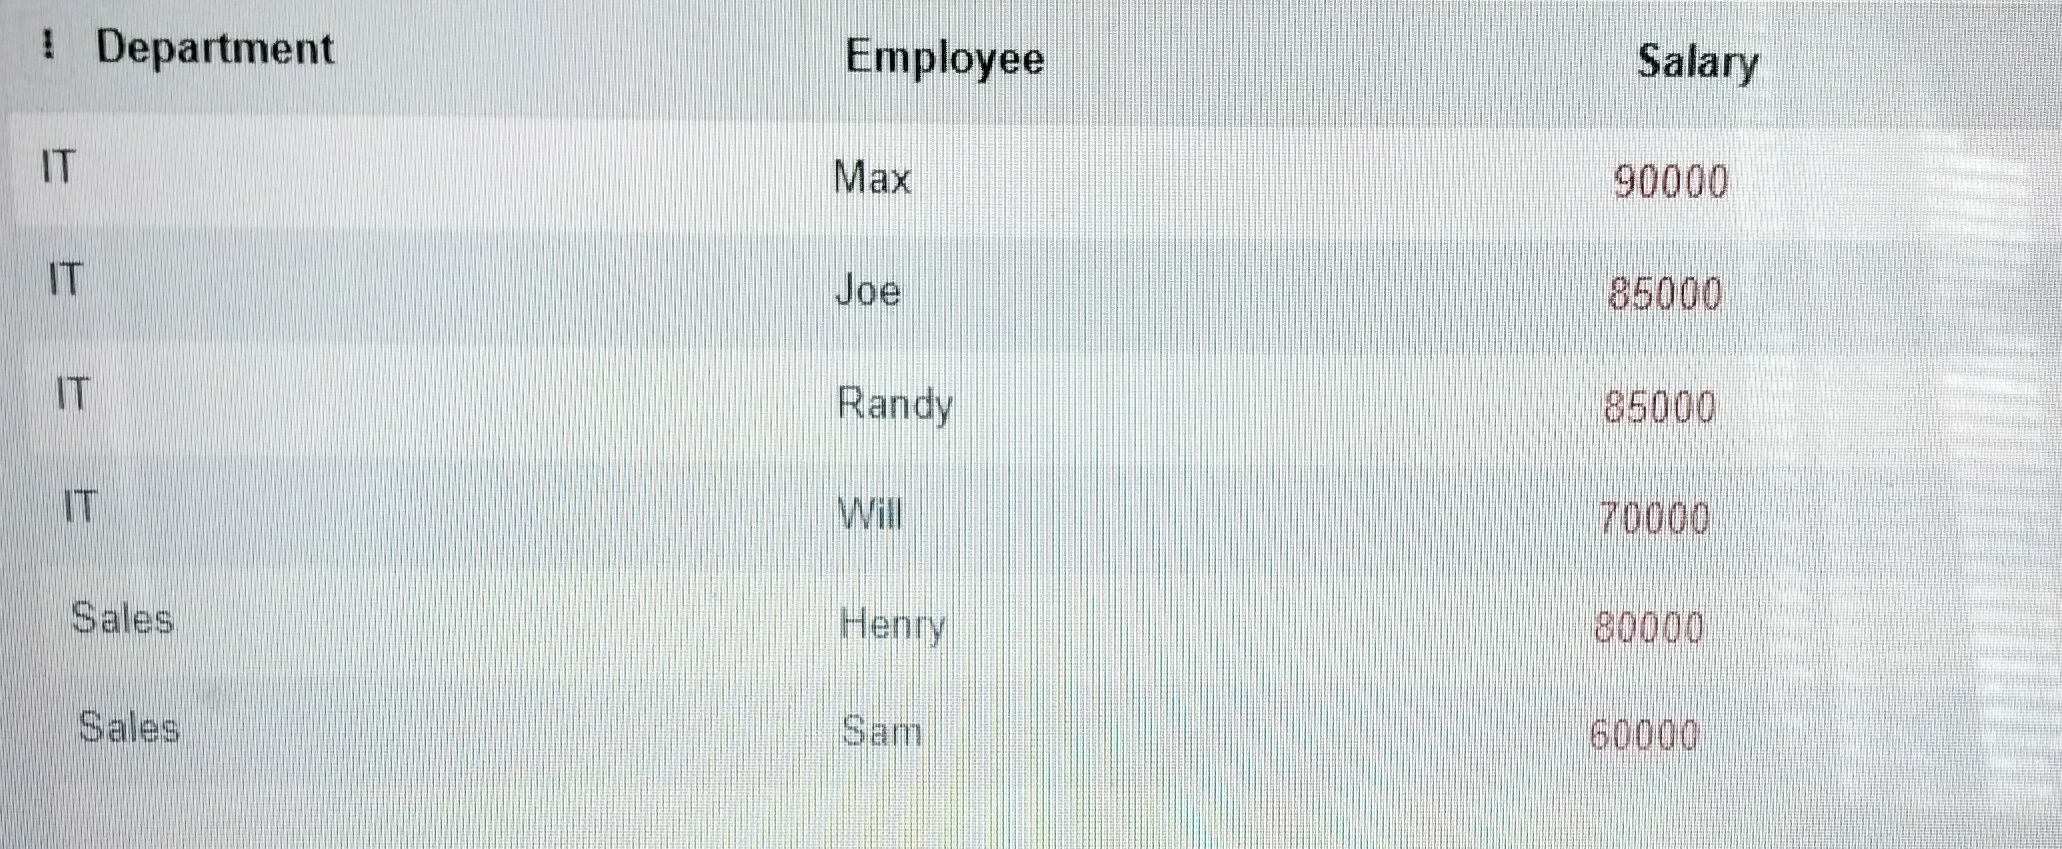 Department Employee Salary
IT Max 90000
IT Joe 85000
IT Randy 85000
IT Will 70000
Sales Henry 80000
Sales Sam 60000